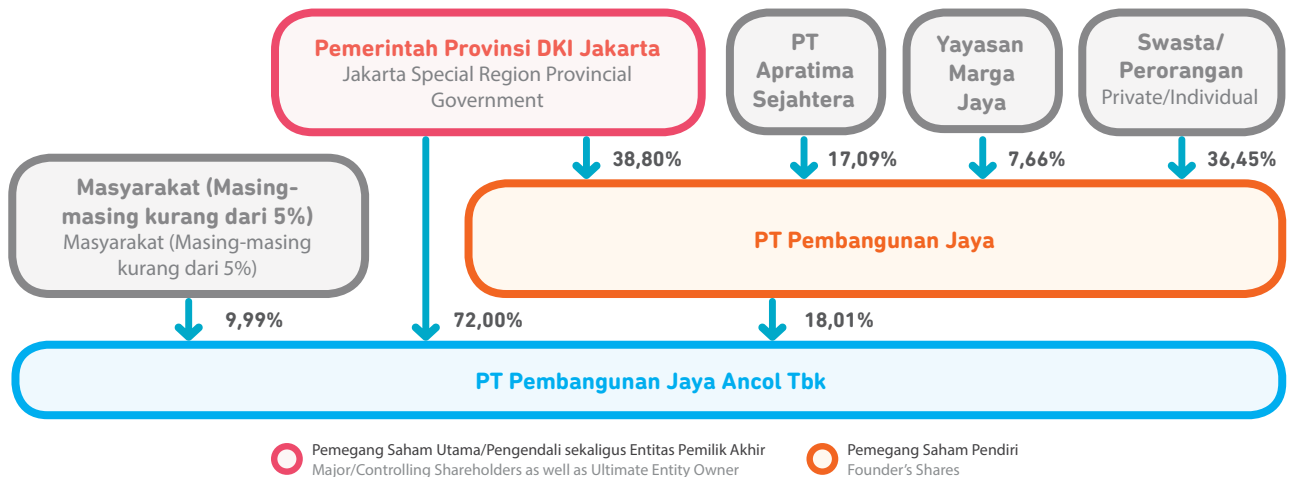 Pemerintah Provinsi DKI Jakarta
Jakarta Special Region Provincial
Government
PT
Apratima
Sejahtera
Yayasan
Marga
Jaya
Swasta/
Perorangan
Private/Individual
38,80%
17,09%
7,66%
36,45%
Masyarakat (Masing-
masing kurang dari 5%)
Masyarakat (Masing-masing
kurang dari 5%)
PT Pembangunan Jaya
9,99%
72,00%
18,01%
PT Pembangunan Jaya Ancol Tbk
Pemegang Saham Utama/Pengendali sekaligus Entitas Pemilik Akhir
Major/Controlling Shareholders as well as Ultimate Entity Owner
Pemegang Saham Pendiri
Founder's Shares